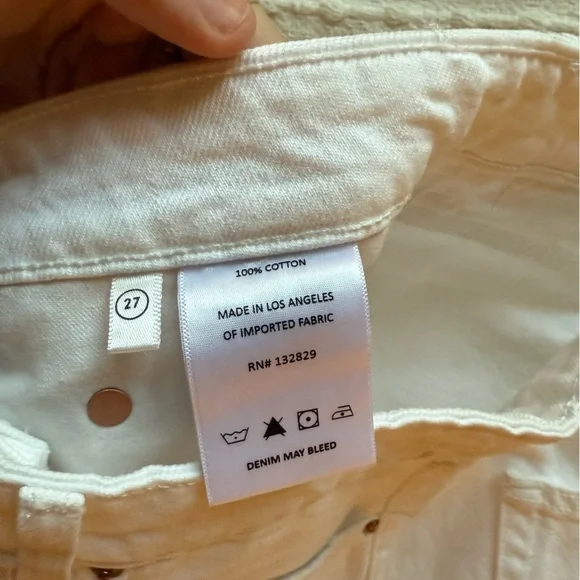 27
100% COTTON
MADE IN LOS ANGELES
OF IMPORTED FABRIC
RN# 132829
DENIM MAY BLEED